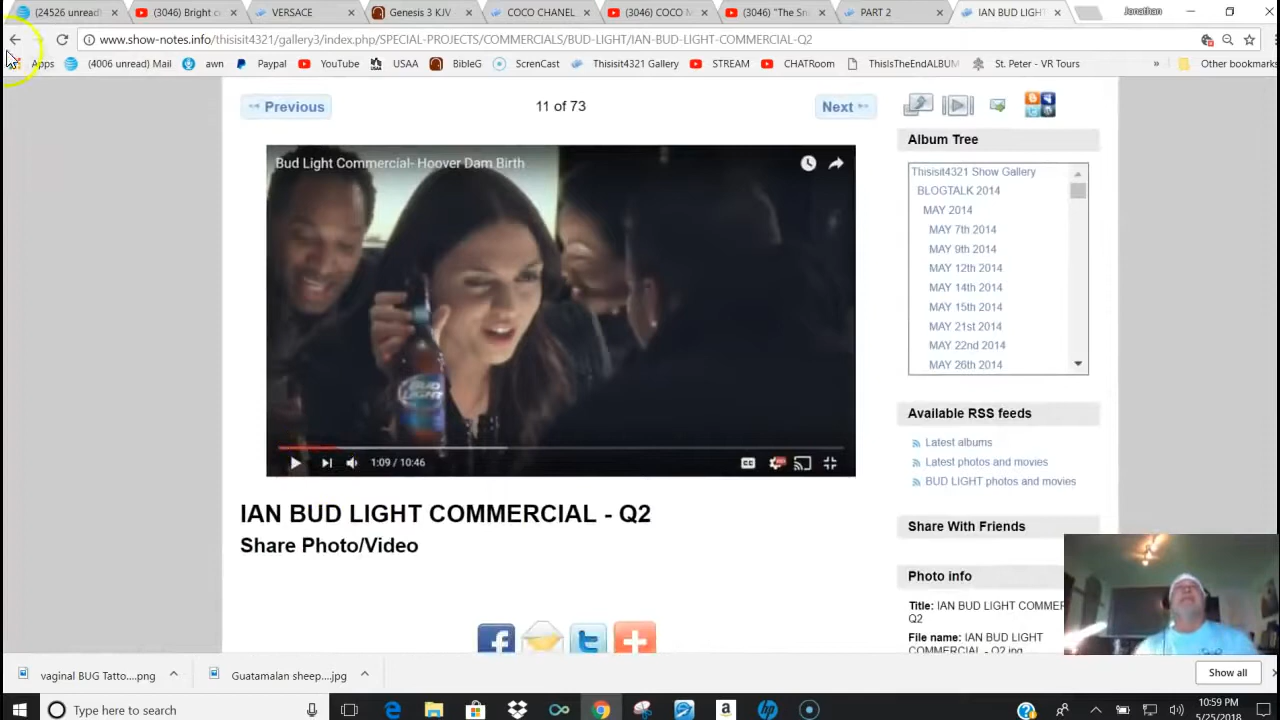 (24526 unread)
(3046) Bright c
VERSACE
Genesis 3 KJV
COCO CHANEL
(3046) COCO M
(3046) "The Sn
PART 2
IAN BUD LIGH
Jonathan
www.show-notes.info/thisisit4321/gallery3/index.php/SPECIAL-PROJECTS/COMMERCIALS/BUD-LIGHT/IAN-BUD-LIGHT-COMMERCIAL-Q2
Apps
(4006 unread) Mail
awn
Paypal
YouTube
USAA
BibleG
ScrenCast
Thisisit4321 Gallery
STREAM
CHATRoom
ThisIsTheEndALBUM
St. Peter - VR Tours
»
Other bookmarks
Previous
11 of 73
Next
Bud Light Commercial- Hoover Dam Birth
BUD
LIGHT
1:09 / 10:46
CC
IAN BUD LIGHT COMMERCIAL - Q2
Share Photo/Video
Album Tree
Thisisit4321 Show Gallery
BLOGTALK 2014
MAY 2014
MAY 7th 2014
MAY 9th 2014
MAY 12th 2014
MAY 14th 2014
MAY 15th 2014
MAY 21st 2014
MAY 22nd 2014
MAY 26th 2014
Available RSS feeds
Latest albums
Latest photos and movies
BUD LIGHT photos and movies
Share With Friends
Photo info
Title: IAN BUD LIGHT COMMER
Q2
File name: IAN BUD LIGHT
COMMERCIAL - Q2.jpg
vaginal BUG Tatto....png
Guatamalan sheep....jpg
Show all
Type here to search
10:59 PM
5/25/2018